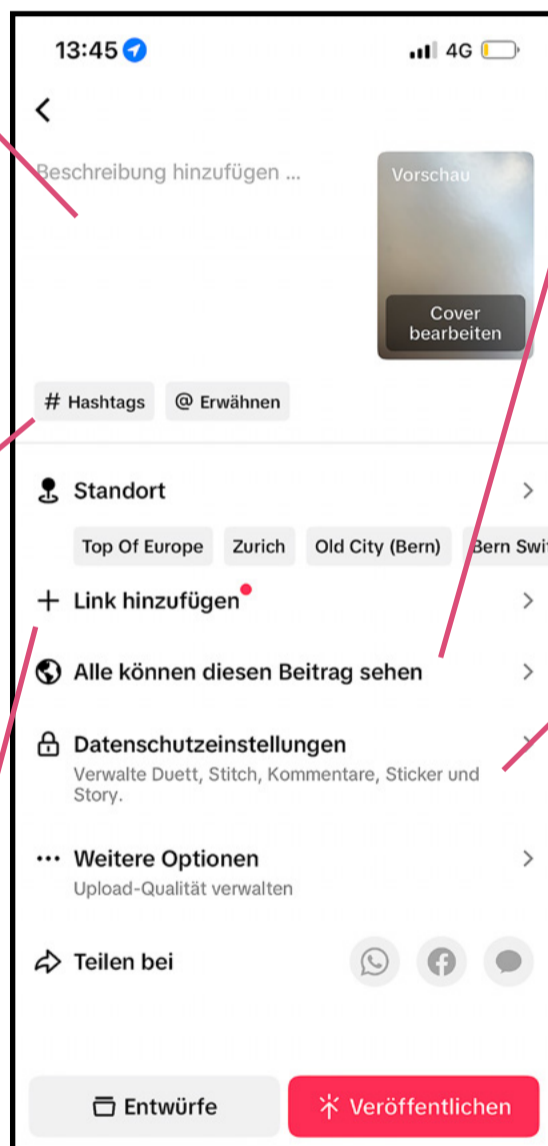 13:45
4G
Beschreibung hinzufügen ...
Vorschau
Cover
bearbeiten
# Hashtags
@ Erwähnen
Standort
Top Of Europe
Zurich
Old City (Bern)
Bern Swi
Link hinzufügen
Alle können diesen Beitrag sehen
Datenschutzeinstellungen
Verwalte Duett, Stitch, Kommentare, Sticker und
Story.
Weitere Optionen
Upload-Qualität verwalten
Teilen bei
Entwürfe
Veröffentlichen